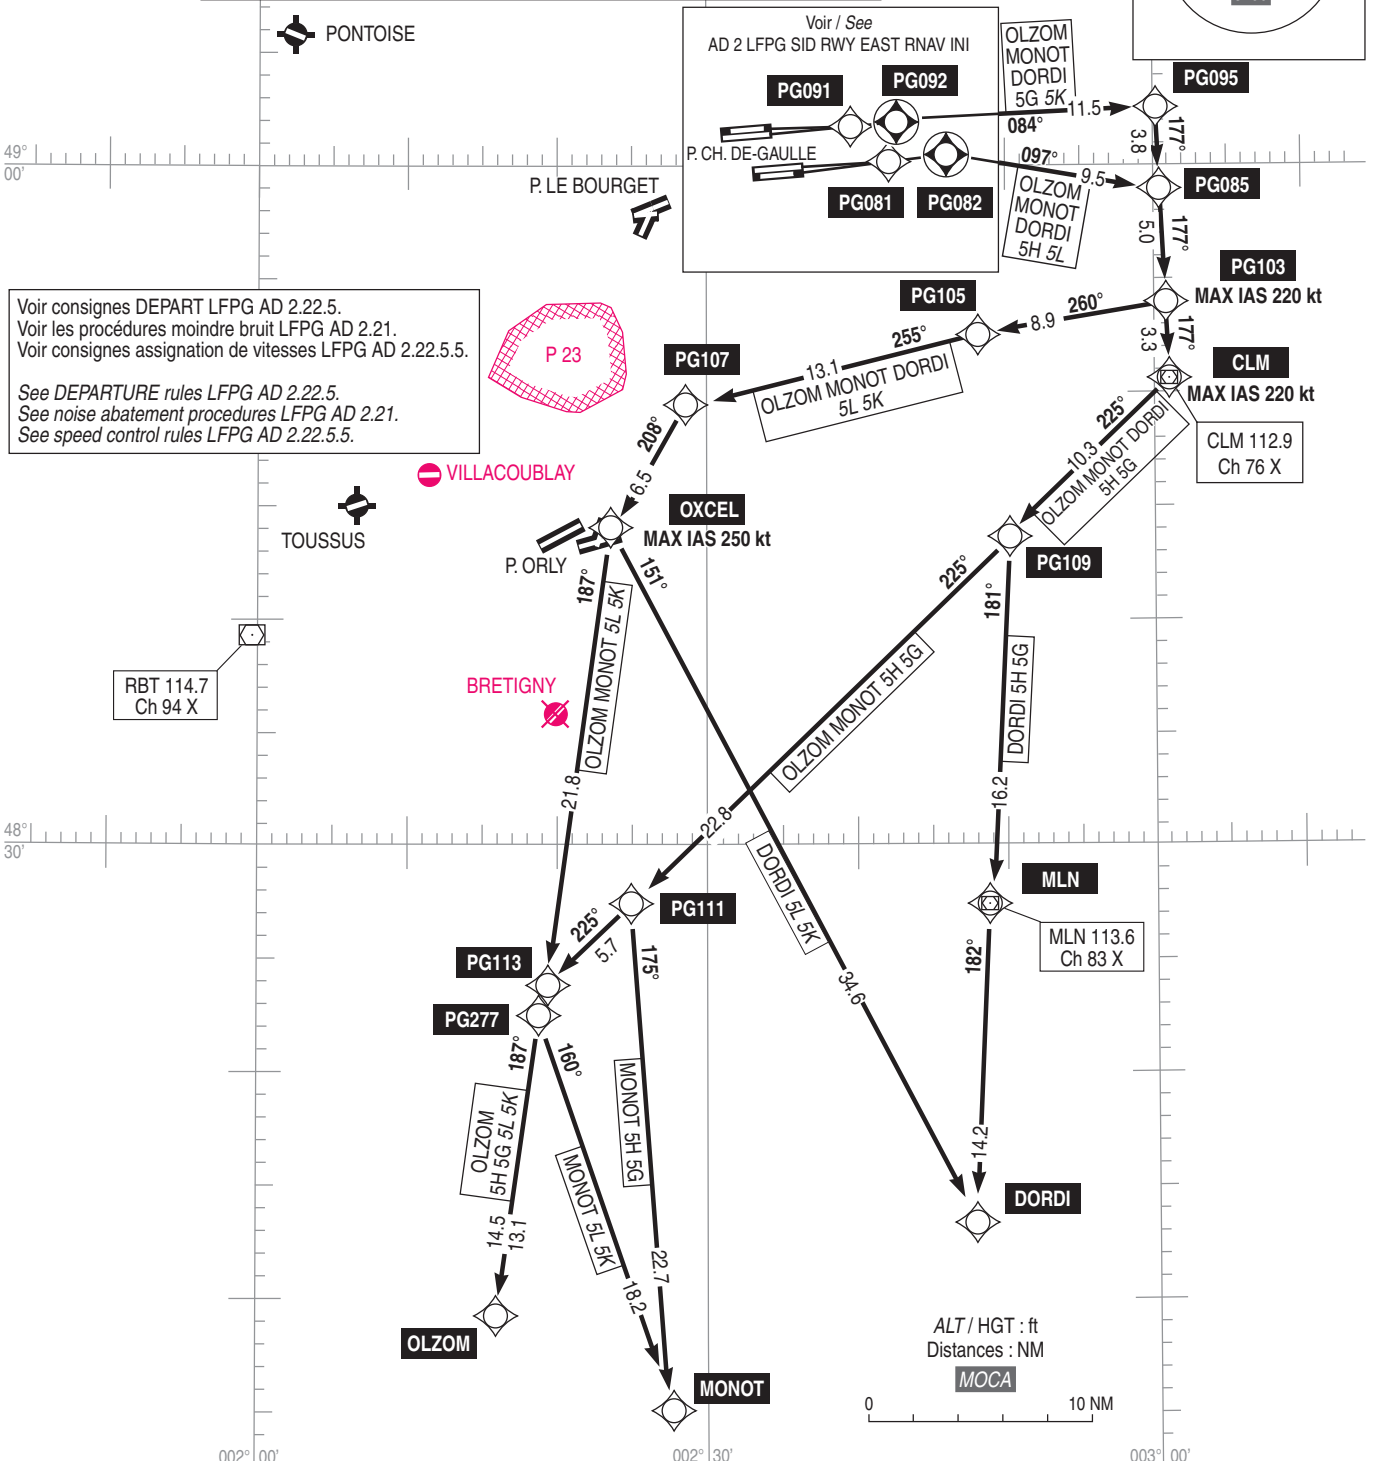 PONTOISE
Voir / See
AD 2 LFPG SID RWY EAST RNAV INI
PG092
PG091
P. CH. DE-GAULLE
PG081
PG082
OLZOM
MONOT
DORDI
5G 5K
11.5
084°
097°
9.5
OLZOM
MONOT
DORDI
5H 5L
PG095
177°
3.8
PG085
177°
5.0
PG103
MAX IAS 220 kt
177°
3.3
CLM
MAX IAS 220 kt
CLM 112.9
Ch 76 X
49°
00'
P. LE BOURGET
Voir consignes DEPART LFPG AD 2.22.5.
Voir les procédures moindre bruit LFPG AD 2.21.
Voir consignes assignation de vitesses LFPG AD 2.22.5.5.
See DEPARTURE rules LFPG AD 2.22.5.
See noise abatement procedures LFPG AD 2.21.
See speed control rules LFPG AD 2.22.5.5.
P 23
PG105
260°
8.9
255°
13.1
OLZOM MONOT DORDI
5L 5K
PG107
208°
6.5
225°
10.3
OLZOM MONOT DORDI
5H 5G
VILLACOUBLAY
TOUSSUS
OXCEL
MAX IAS 250 kt
P. ORLY
PG109
187°
151°
225°
181°
OLZOM MONOT 5L 5K
OLZOM MONOT 5H 5G
DORDI 5H 5G
RBT 114.7
Ch 94 X
BRETIGNY
21.8
22.8
16.2
48°
30'
DORDI 5L 5K
34.6
PG111
MLN
MLN 113.6
Ch 83 X
225°
5.7
175°
182°
PG113
PG277
187°
160°
OLZOM
5H 5G 5L 5K
MONOT 5L 5K
MONOT 5H 5G
14.2
DORDI
14.5
13.1
22.7
18.2
OLZOM
MONOT
ALT / HGT : ft
Distances : NM
MOCA
0
10 NM
002° 00'
002° 30'
003° 00'